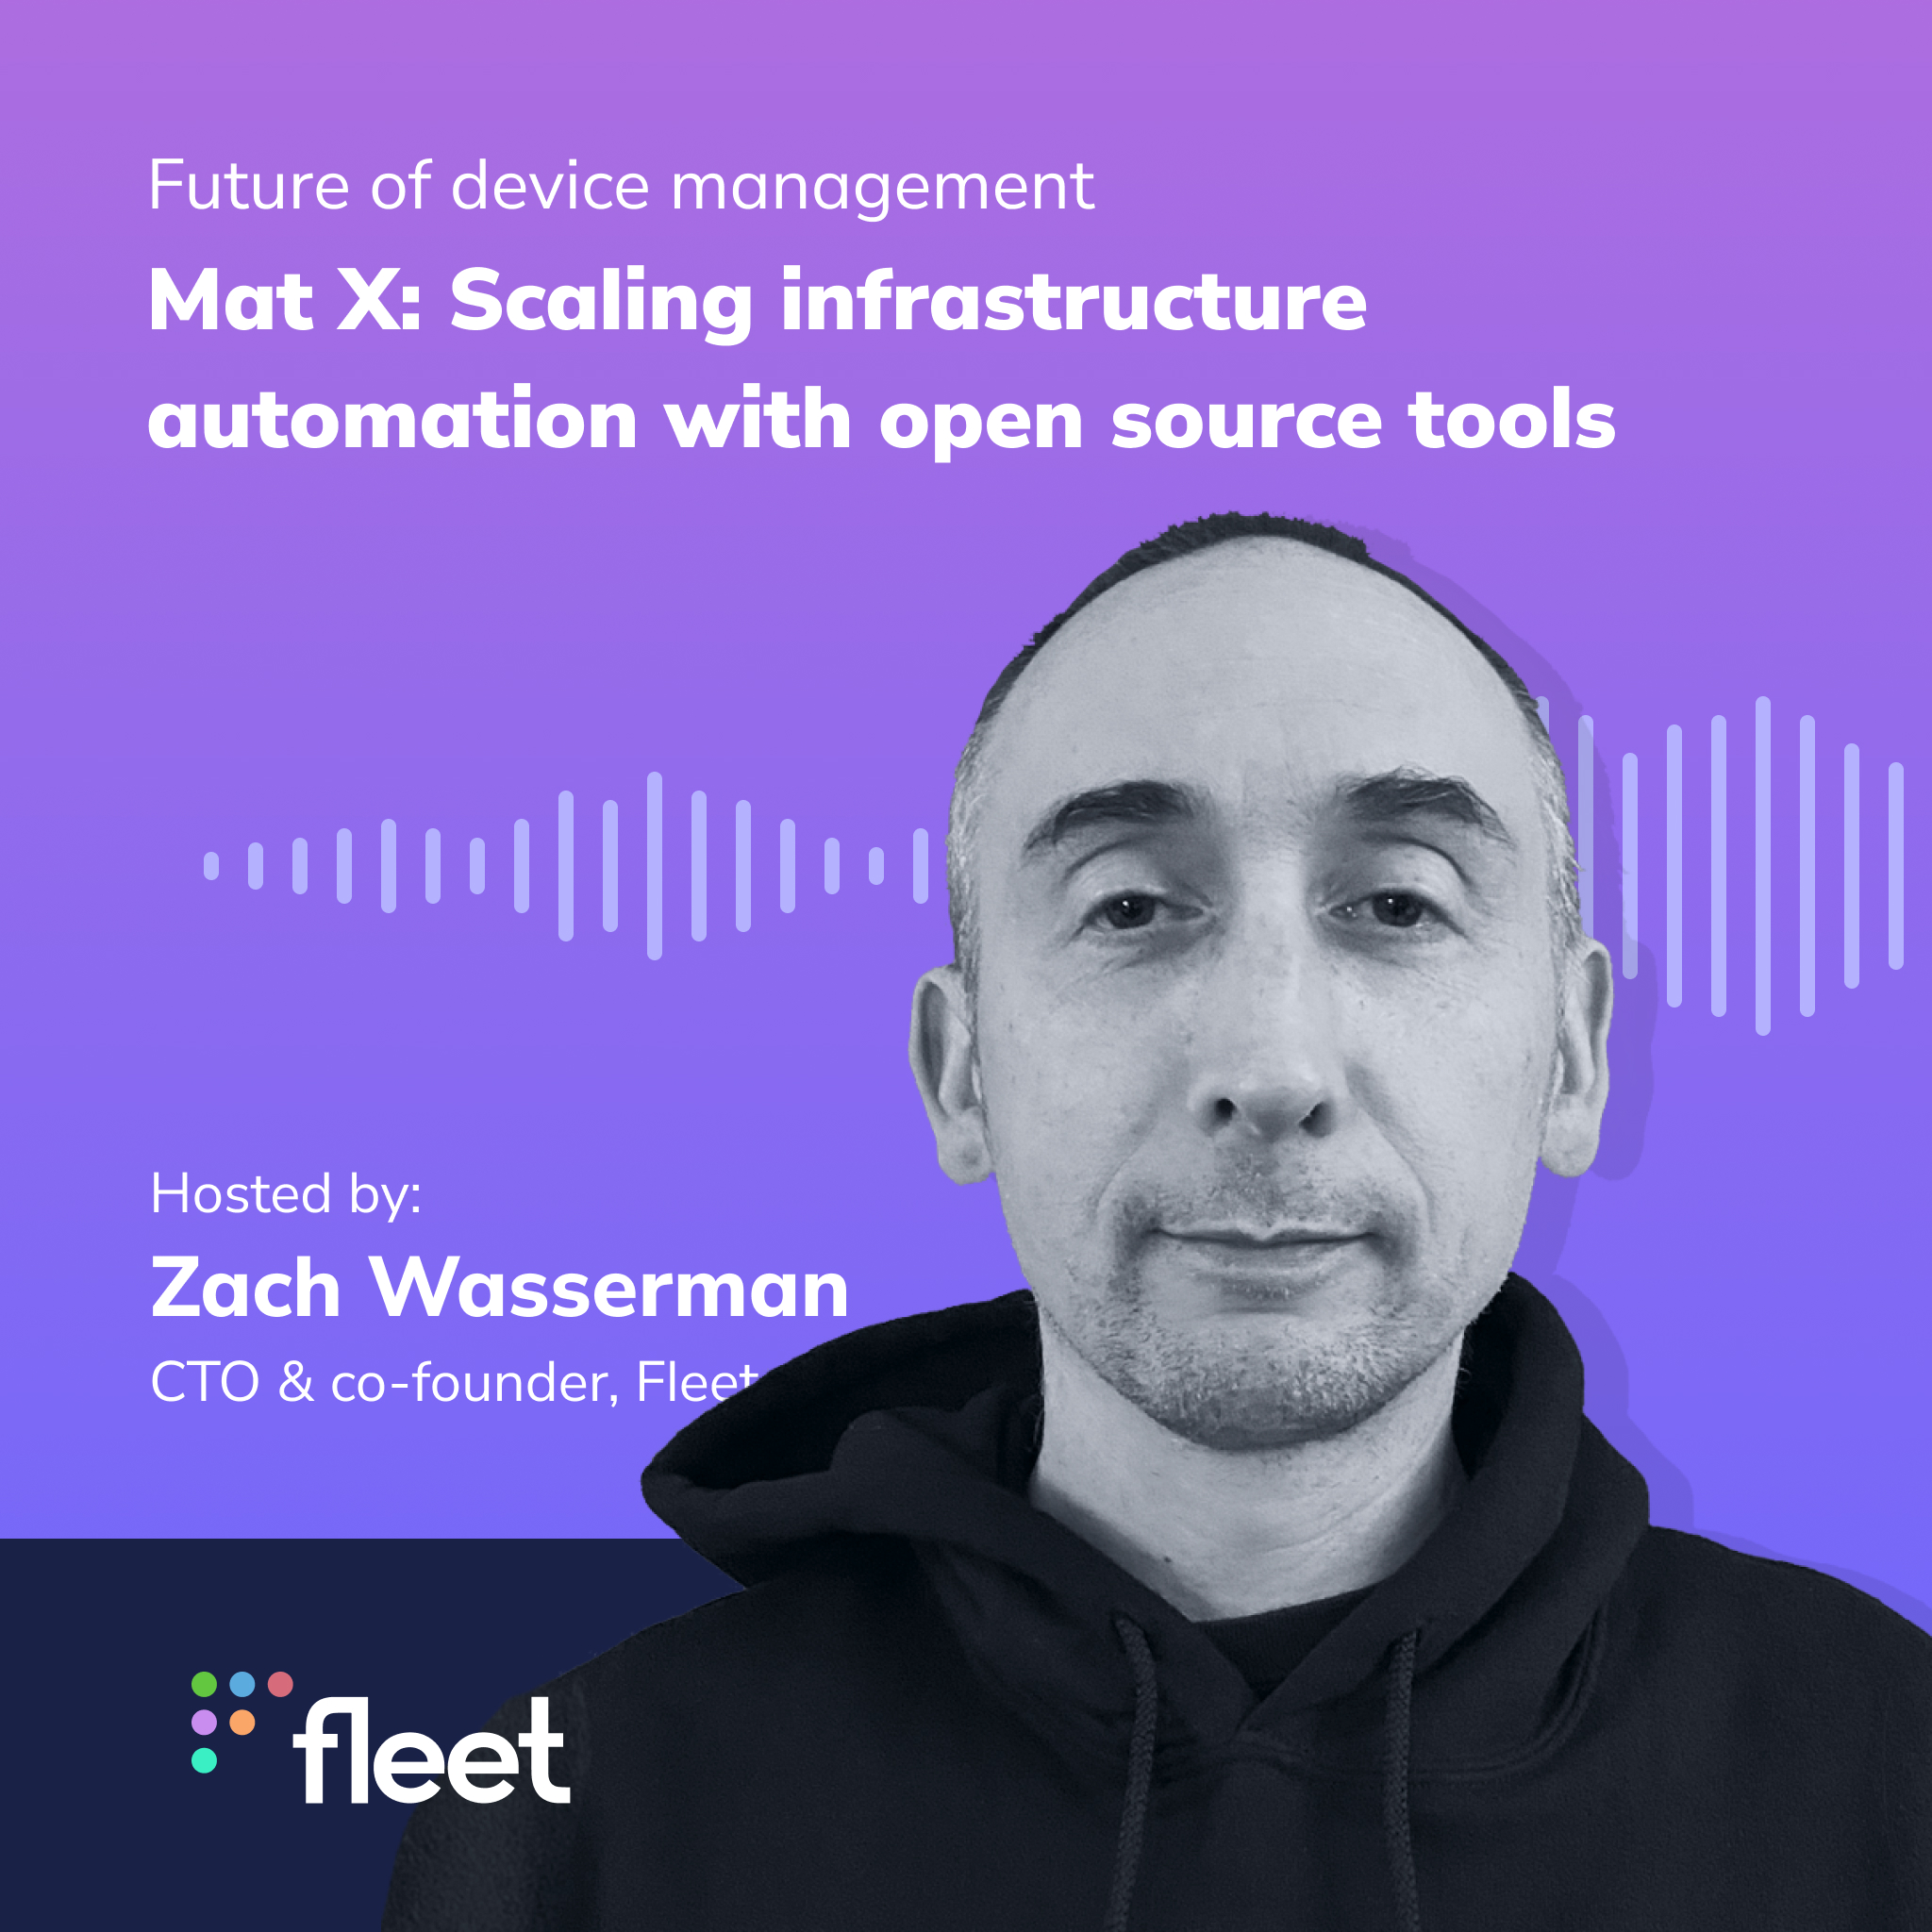 Future of device management
Mat X: Scaling infrastructure
automation with open source tools
Hosted by:
Zach Wasserman
CTO & co-founder, Fleet
fleet